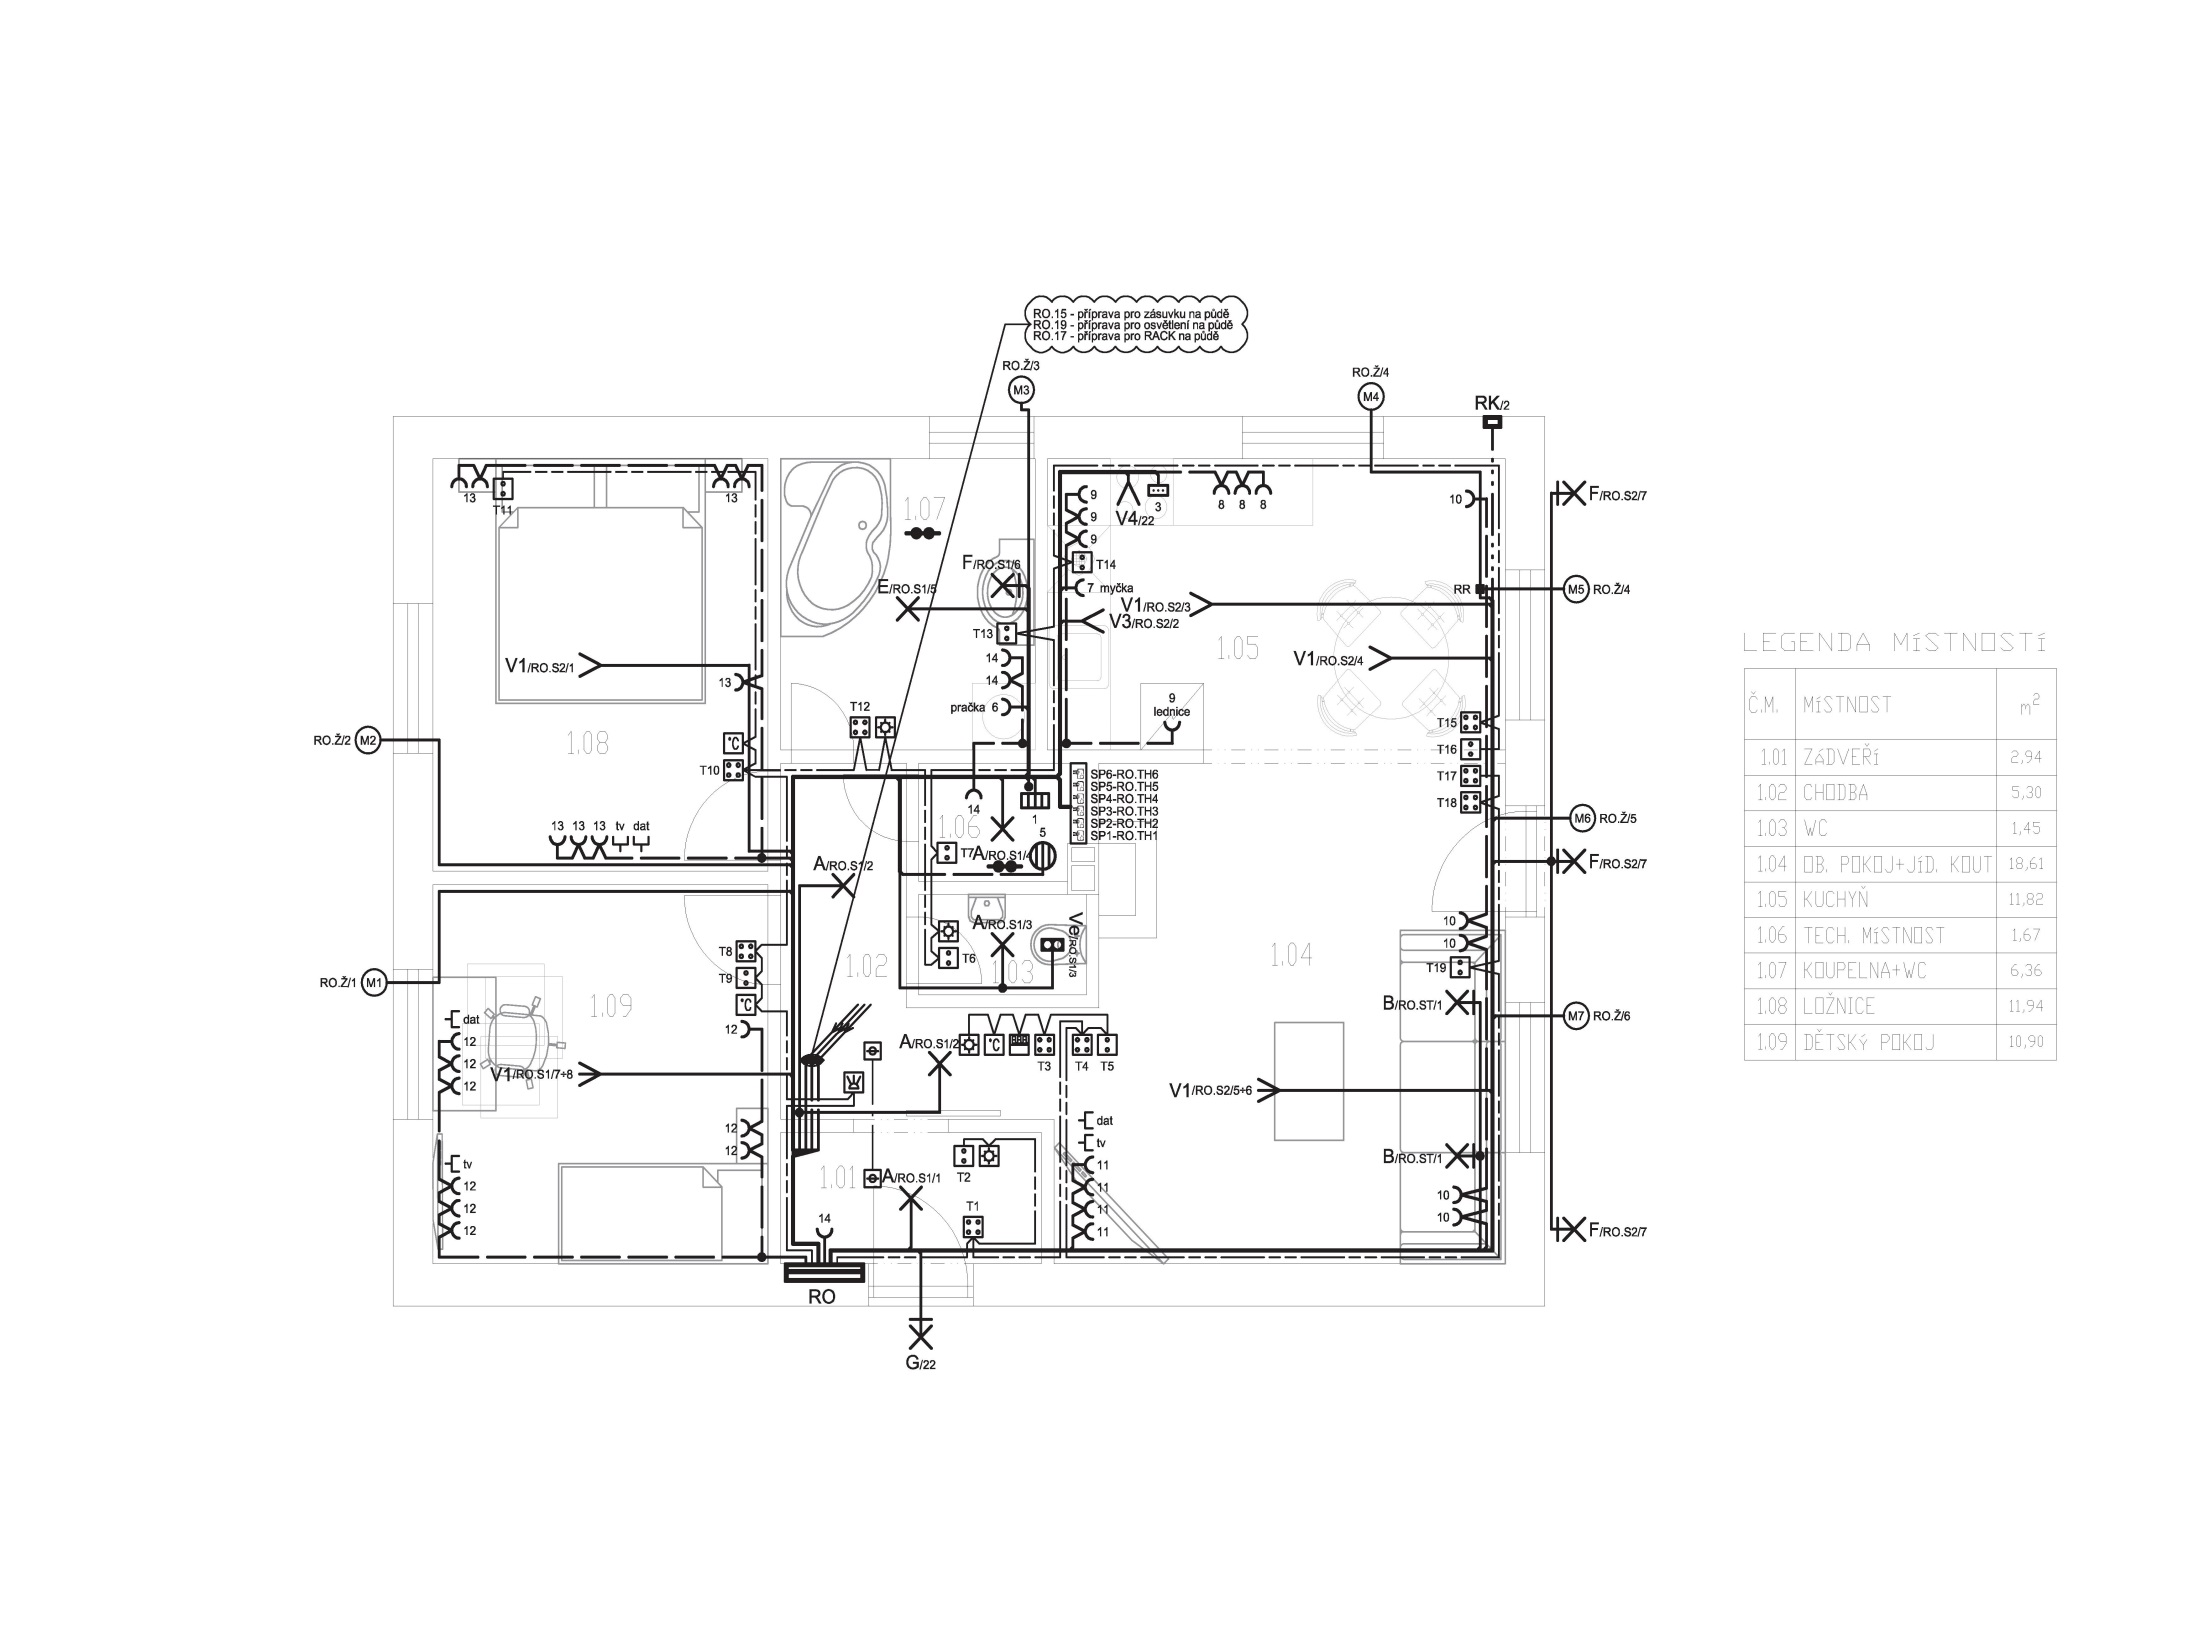 RO.15 - příprava pro zásuvku na půdě
RO.19 - příprava pro osvětlení na půdě
RO.17 - příprava pro RACK na půdě
RO.Ž/3
M3
RO.Ž/4
M4
RK/2
13
T11
13
1.07
9
9
9
V4/22
3
8
8
8
10
F/RO.S2/7
T14
F/RO.S1/6
E/RO.S1/5
7 myčka
V1/RO.S2/3
V3/RO.S2/2
RR
M5
RO.Ž/4
T13
14
14
pračka 6
1.05
V1/RO.S2/4
V1/RO.S2/1
13
9
lednice
T12
RO.Ž/2
M2
1.08
°C
T10
T15
T16
T17
T18
SP6-RO.TH6
SP5-RO.TH5
SP4-RO.TH4
SP3-RO.TH3
SP2-RO.TH2
SP1-RO.TH1
14
1
5
1.06
T7
A/RO.S1/4
M6
RO.Ž/5
F/RO.S2/7
13
13
13
tv
dat
A/RO.S1/2
A/RO.S1/3
Ve/RO.S1/3
10
10
T19
T8
T9
°C
12
T6
1.02
1.03
1.04
RO.Ž/1
M1
1.09
B/RO.ST/1
M7
RO.Ž/6
dat
12
12
12
V1/RO.S1/7÷8
A/RO.S1/2
°C
T3
T4
T5
V1/RO.S2/5÷6
12
12
dat
tv
11
11
11
11
B/RO.ST/1
tv
12
12
12
1.01
A/RO.S1/1
T2
T1
14
10
10
F/RO.S2/7
RO
G/22
LEGENDA MíSTNOSTí
Č.M. MíSTNOST m2
1.01 ZáDVEŘí 2,94
1.02 CHODBA 5,30
1.03 WC 1,45
1.04 OB. POKOJ+JíD. KOUT 18,61
1.05 KUCHYŇ 11,82
1.06 TECH. MíSTNOST 1,67
1.07 KOUPELNA+WC 6,36
1.08 LOŽNICE 11,94
1.09 DĚTSKý POKOJ 10,90